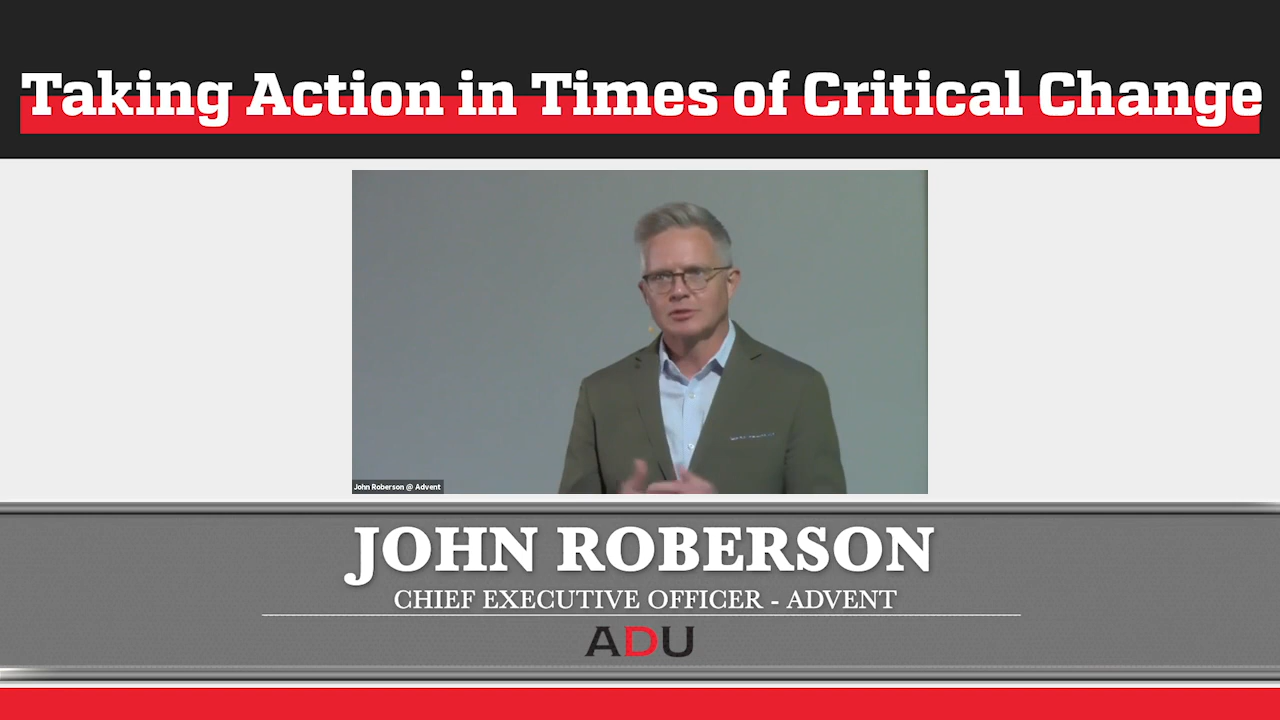 Taking Action in Times of Critical Change
John Roberson @ Advent
JOHN ROBERSON
CHIEF EXECUTIVE OFFICER - ADVENT
ADU